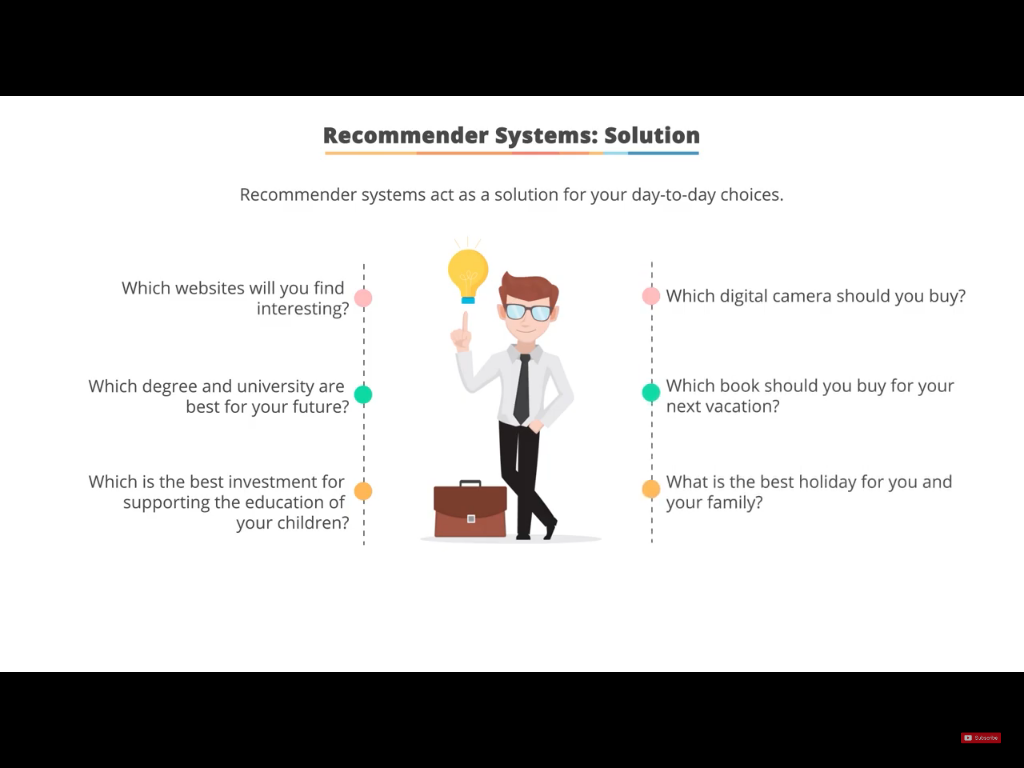 Recommender Systems: Solution
Recommender systems act as a solution for your day-to-day choices.
Which websites will you find
interesting?
Which degree and university are
best for your future?
Which is the best investment for
supporting the education of
your children?
Which digital camera should you buy?
Which book should you buy for your
next vacation?
What is the best holiday for you and
your family?
Subscribe